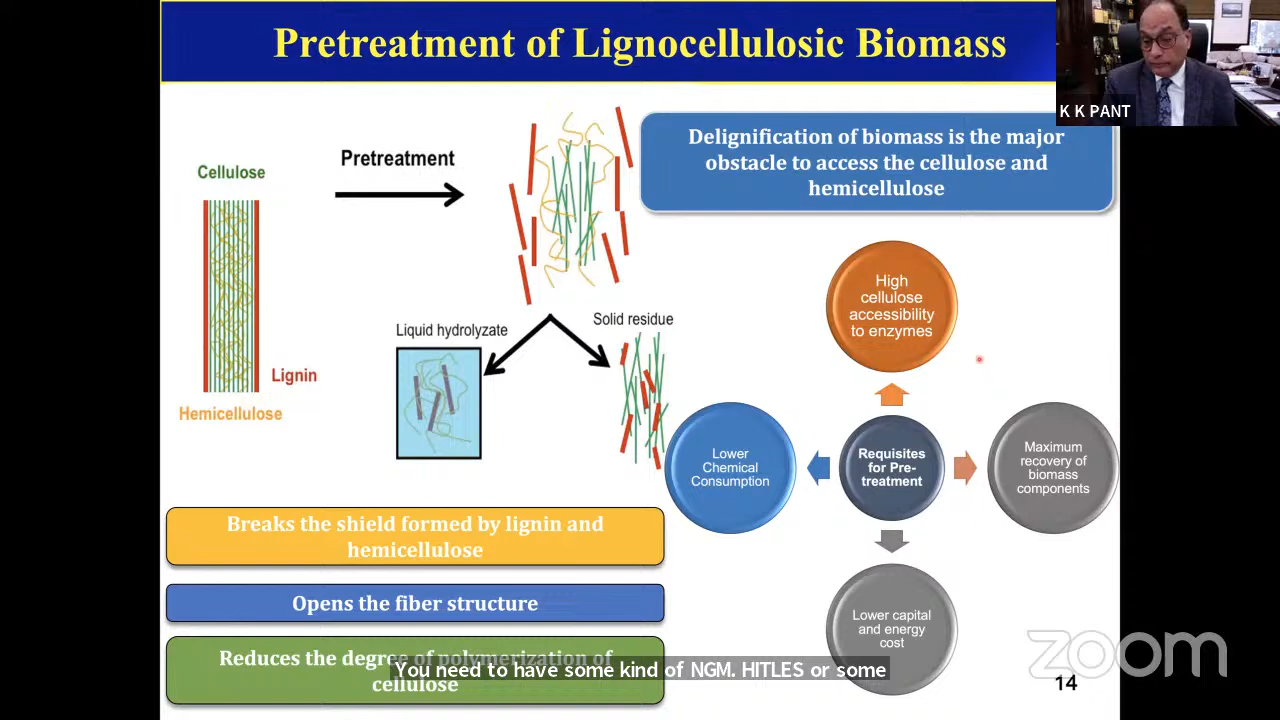 Pretreatment of Lignocellulosic Biomass
K K PANT
Cellulose
Pretreatment
Lignin
Hemicellulose
Liquid hydrolyzate
Solid residue
Delignification of biomass is the major
obstacle to access the cellulose and
hemicellulose
High
cellulose
accessibility
to enzymes
Lower
Chemical
Consumption
Requisites
for Pre-
treatment
Maximum
recovery of
biomass
components
Lower capital
and energy
cost
Breaks the shield formed by lignin and
hemicellulose
Opens the fiber structure
Reduces the degree of polymerization of
cellulose
You need to have some kind of NGM. HITLES or some
zoom
14